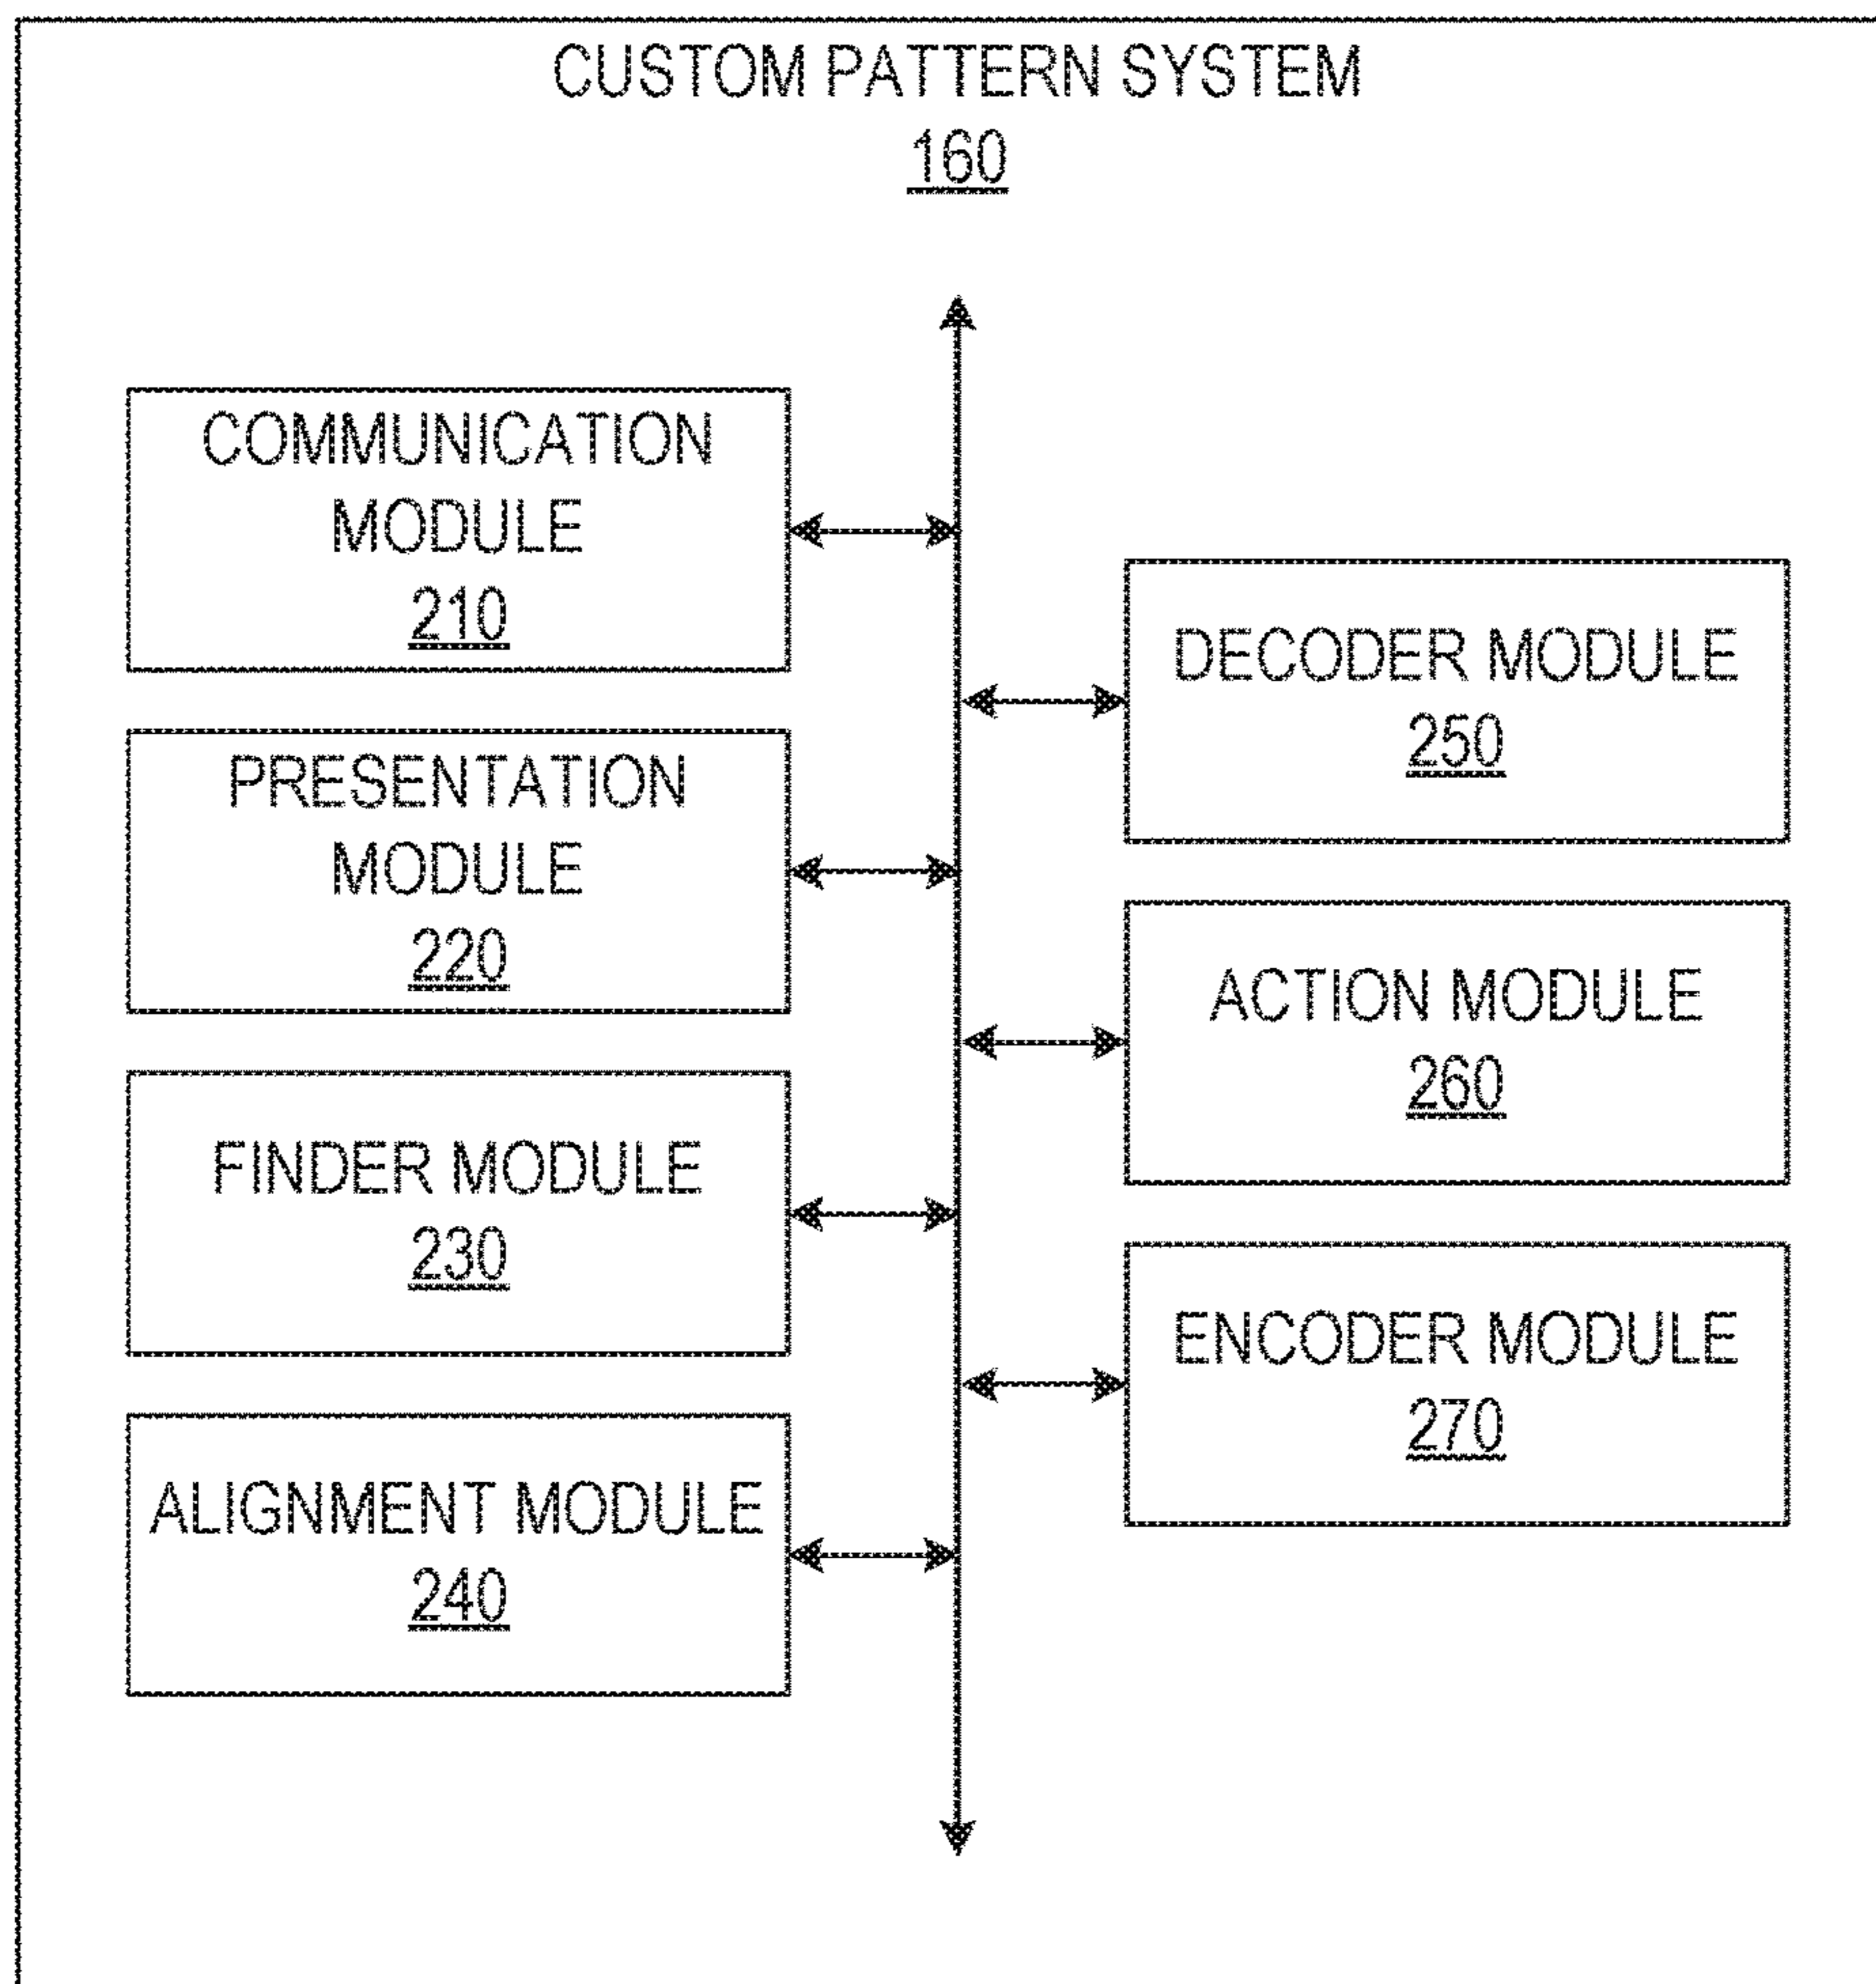 CUSTOM PATTERN SYSTEM
160
COMMUNICATION
MODULE
210
PRESENTATION
MODULE
220
FINDER MODULE
230
ALIGNMENT MODULE
240
DECODER MODULE
250
ACTION MODULE
260
ENCODER MODULE
270